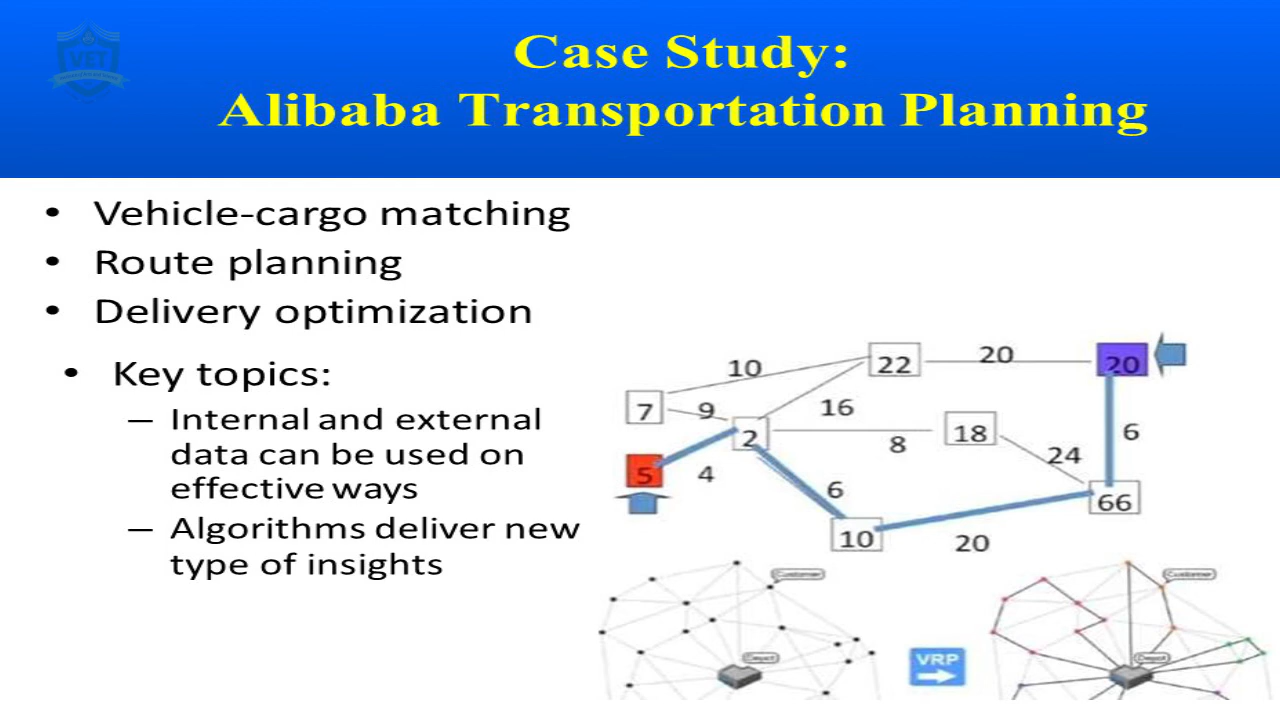 VET
Case Study:
Alibaba Transportation Planning
• Vehicle-cargo matching
• Route planning
• Delivery optimization
• Key topics:
– Internal and external
data can be used on
effective ways
– Algorithms deliver new
type of insights
10
22
20
20
7
9
16
2
8
18
6
5
4
24
6
66
10
20
Customer
Depot
VRP
Customer
Depot